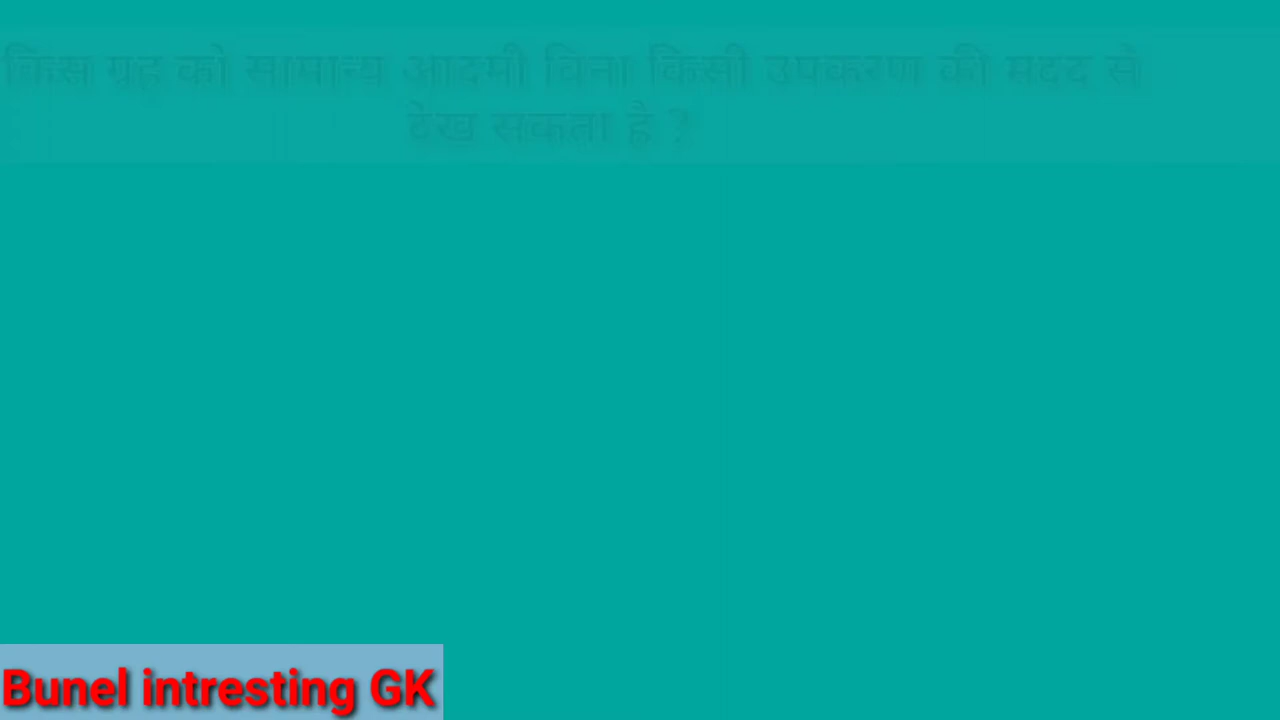 किस ग्रह को सामान्य आदमी बिना किसी उपकरण की मदद से
देख सकता है ?
Bunel intresting GK